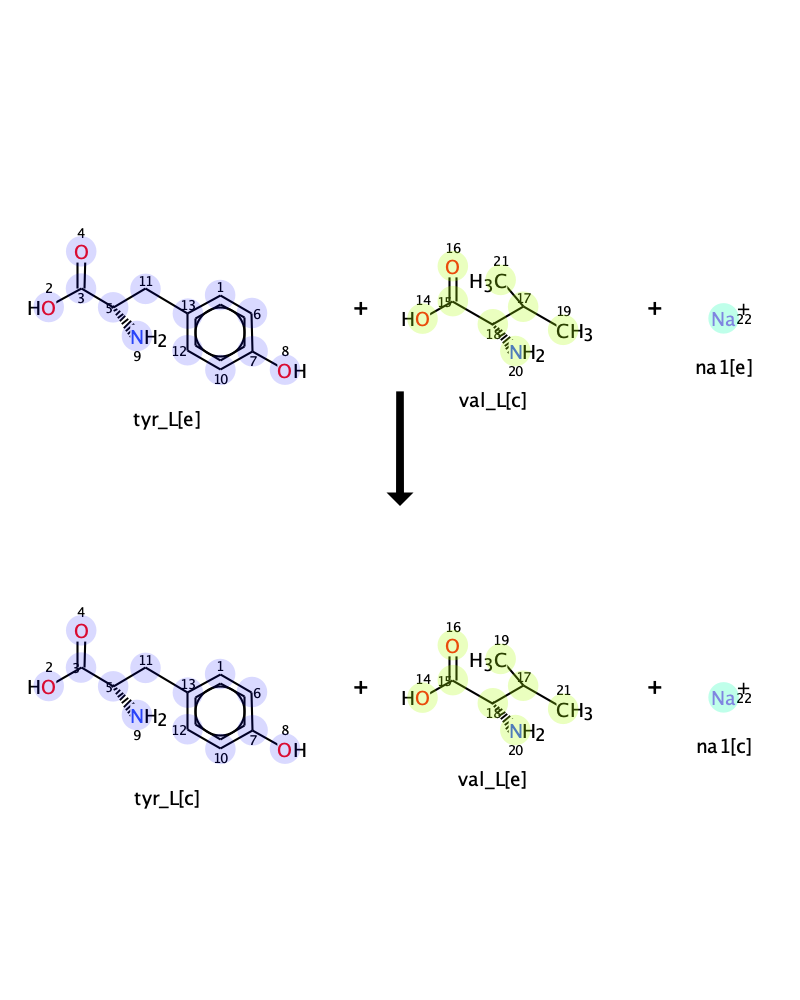 4 16 21
O O H₃C
2 11 1 14 17 19
HO 3 5 13 6 + HO 15 18 CH₃ + Na⁺ 22
NH₂ 12 7 8 NH₂
9 10 OH 20
tyr_L[e] val_L[c] na1[e]
4 16 19
O O H₃C
2 11 1 14 17 21
HO 3 5 13 6 + HO 15 18 CH₃ + Na⁺ 22
NH₂ 12 7 8 NH₂
9 10 OH 20
tyr_L[c] val_L[e] na1[c]